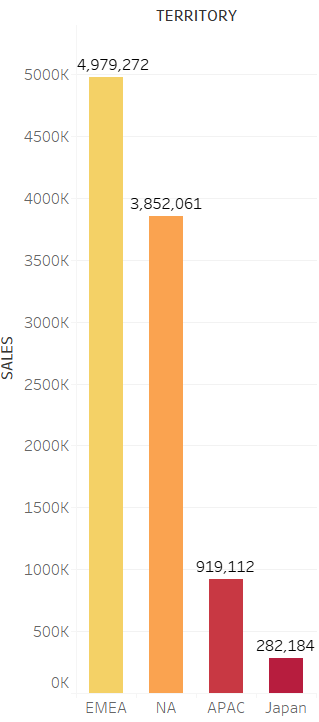 TERRITORY
4,979,272
5000K
4500K
4000K
3,852,061
3500K
3000K
SALES
2500K
2000K
1500K
1000K
919,112
500K
282,184
0K
EMEA NA APAC Japan